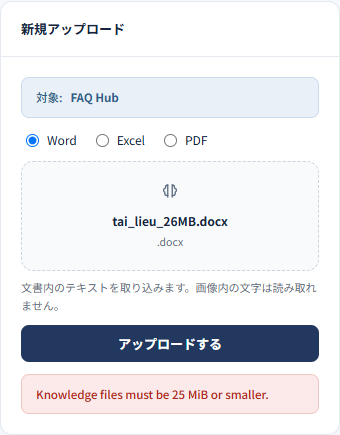 新規アップロード
対象: FAQ Hub
Word Excel PDF
tai_lieu_26MB.docx
.docx
文書内のテキストを取り込みます。画像内の文字は読み取れ
ません。
アップロードする
Knowledge files must be 25 MiB or smaller.